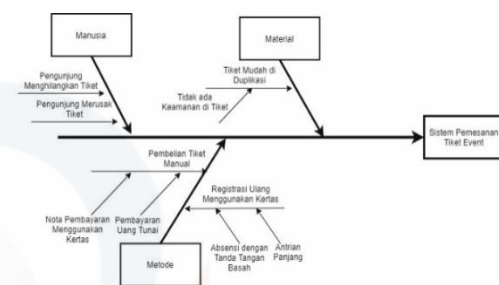 Manusia
Material
Pengunjung
Menghilangkan Tiket
Pengunjung Merusak
Tiket
Tiket Mudah di
Duplikasi
Tidak ada
Keamanan di Tiket
Sistem Pemesanan
Tiket Event
Pembelian Tiket
Manual
Registrasi Ulang
Menggunakan Kertas
Nota Pembayaran
Menggunakan
Kertas
Pembayaran
Uang Tunai
Absensi dengan
Tanda Tangan
Basah
Antrian
Panjang
Metode